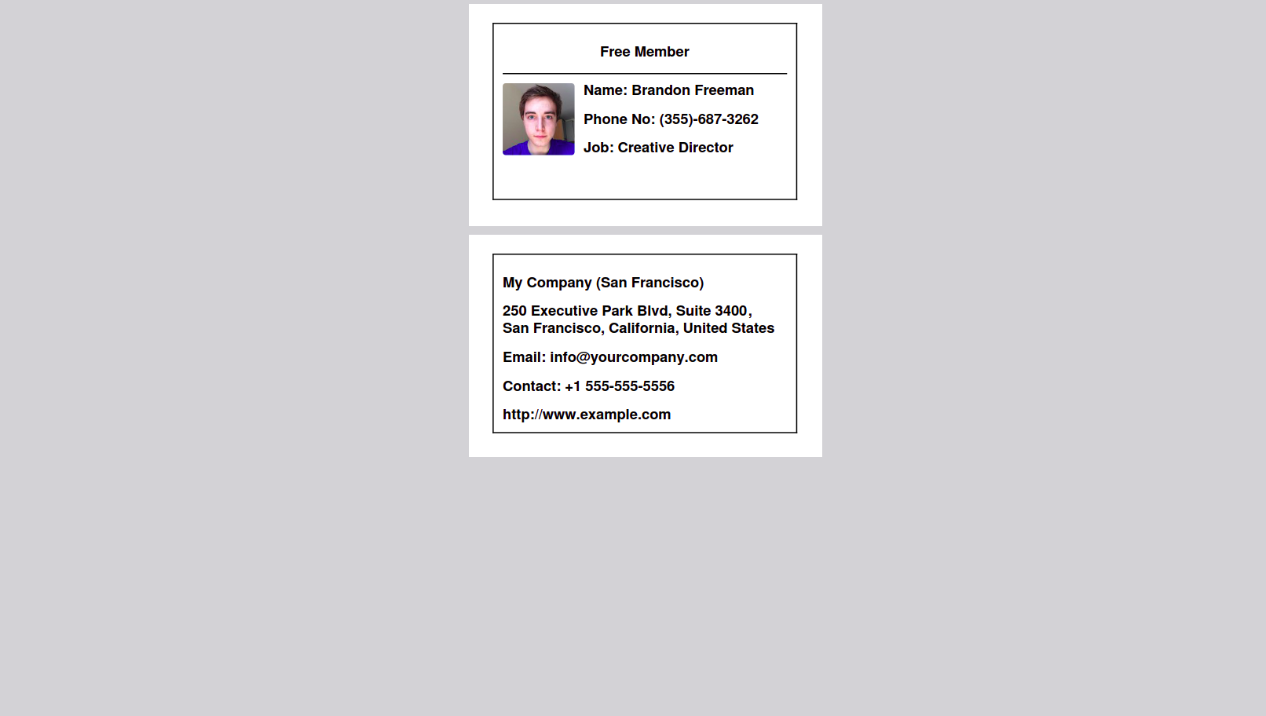 Free Member
Name: Brandon Freeman
Phone No: (355)-687-3262
Job: Creative Director
My Company (San Francisco)
250 Executive Park Blvd, Suite 3400,
San Francisco, California, United States
Email: info@yourcompany.com
Contact: +1 555-555-5556
http://www.example.com